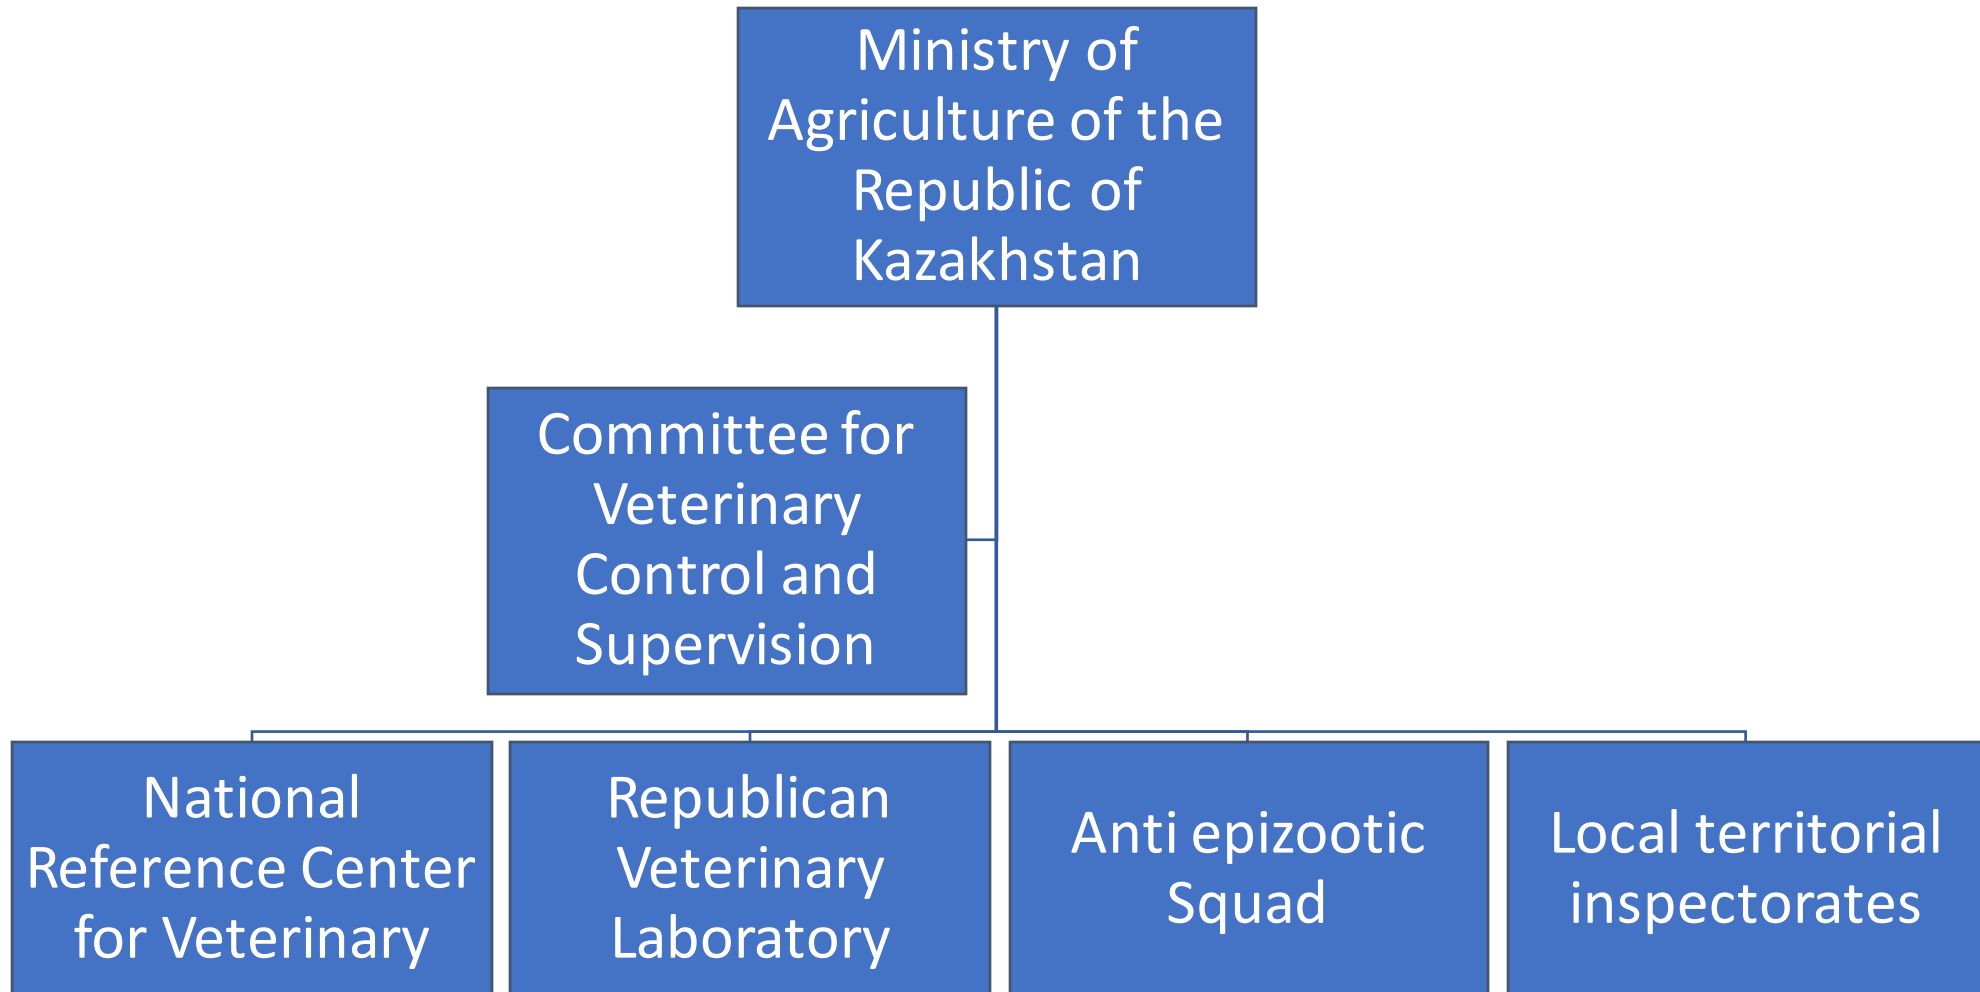 Ministry of
Agriculture of the
Republic of
Kazakhstan
Committee for
Veterinary
Control and
Supervision
National
Reference Center
for Veterinary
Republican
Veterinary
Laboratory
Anti epizootic
Squad
Local territorial
inspectorates